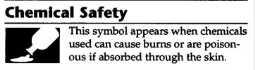 Chemical Safety
This symbol appears when chemicals
used can cause burns or are poison-
ous if absorbed through the skin.